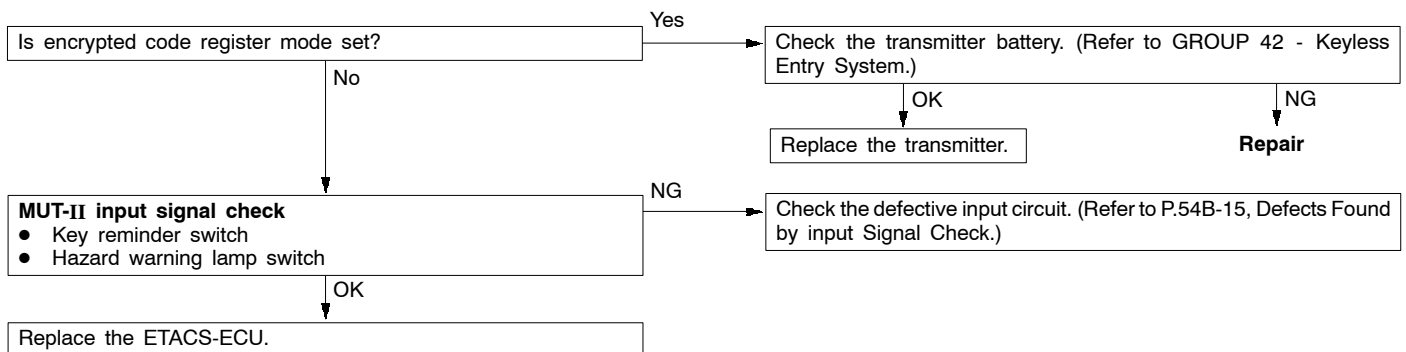 Is encrypted code register mode set?
Yes
Check the transmitter battery. (Refer to GROUP 42 - Keyless
Entry System.)
No
OK
NG
Replace the transmitter.
Repair
MUT-II input signal check
● Key reminder switch
● Hazard warning lamp switch
NG
Check the defective input circuit. (Refer to P.54B-15, Defects Found
by input Signal Check.)
OK
Replace the ETACS-ECU.